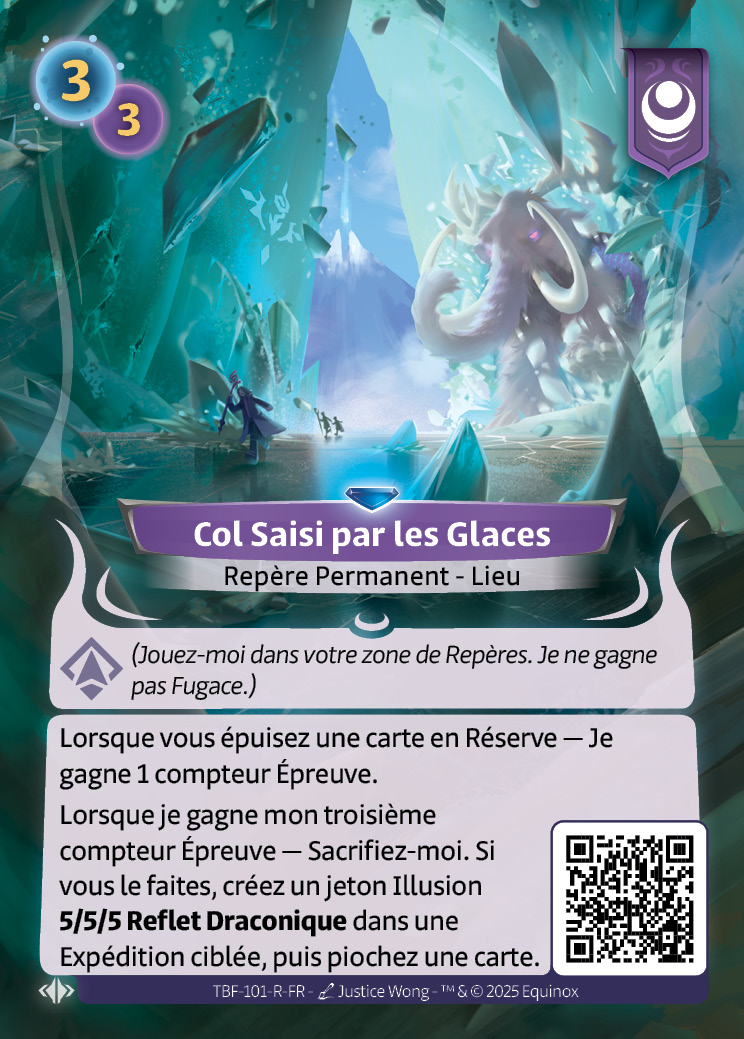 3
3
Col Saisi par les Glaces
Repère Permanent - Lieu
(Jouez-moi dans votre zone de Repères. Je ne gagne
pas Fugace.)
Lorsque vous épuisez une carte en Réserve — Je
gagne 1 compteur Épreuve.
Lorsque je gagne mon troisième
compteur Épreuve — Sacrifiez-moi. Si
vous le faites, créez un jeton Illusion
5/5/5 Reflet Draconique dans une
Expédition ciblée, puis piochez une carte.
TBF-101-R-FR - Justice Wong - ™ & © 2025 Equinox